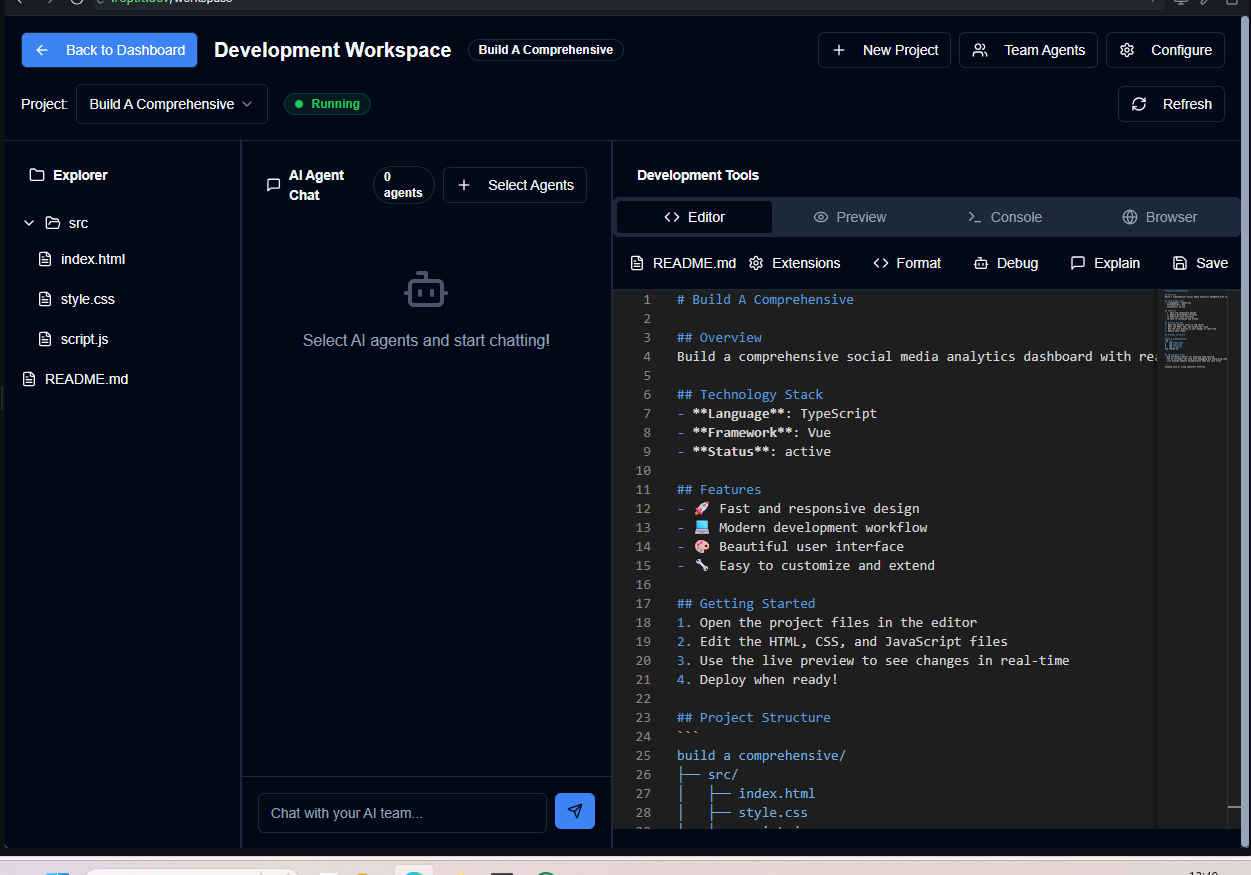 Back to Dashboard
Development Workspace
Build A Comprehensive
New Project
Team Agents
Configure
Project:
Build A Comprehensive
Running
Refresh
Explorer
src
index.html
style.css
script.js
README.md
AI Agent
Chat
0
agents
Select Agents
Select AI agents and start chatting!
Chat with your AI team...
Development Tools
Editor
Preview
Console
Browser
README.md
Extensions
Format
Debug
Explain
Save
1 # Build A Comprehensive
2
3 ## Overview
4 Build a comprehensive social media analytics dashboard with
5
6 ## Technology Stack
7 - **Language**: TypeScript
8 - **Framework**: Vue
9 - **Status**: active
10
11 ## Features
12 - 🚀 Fast and responsive design
13 - 💻 Modern development workflow
14 - 🎨 Beautiful user interface
15 - 🔧 Easy to customize and extend
16
17 ## Getting Started
18 1. Open the project files in the editor
19 2. Edit the HTML, CSS, and JavaScript files
20 3. Use the live preview to see changes in real-time
21 4. Deploy when ready!
22
23 ## Project Structure
24 ```
25 build a comprehensive/
26 ├── src/
27 │   ├── index.html
28 │   ├── style.css